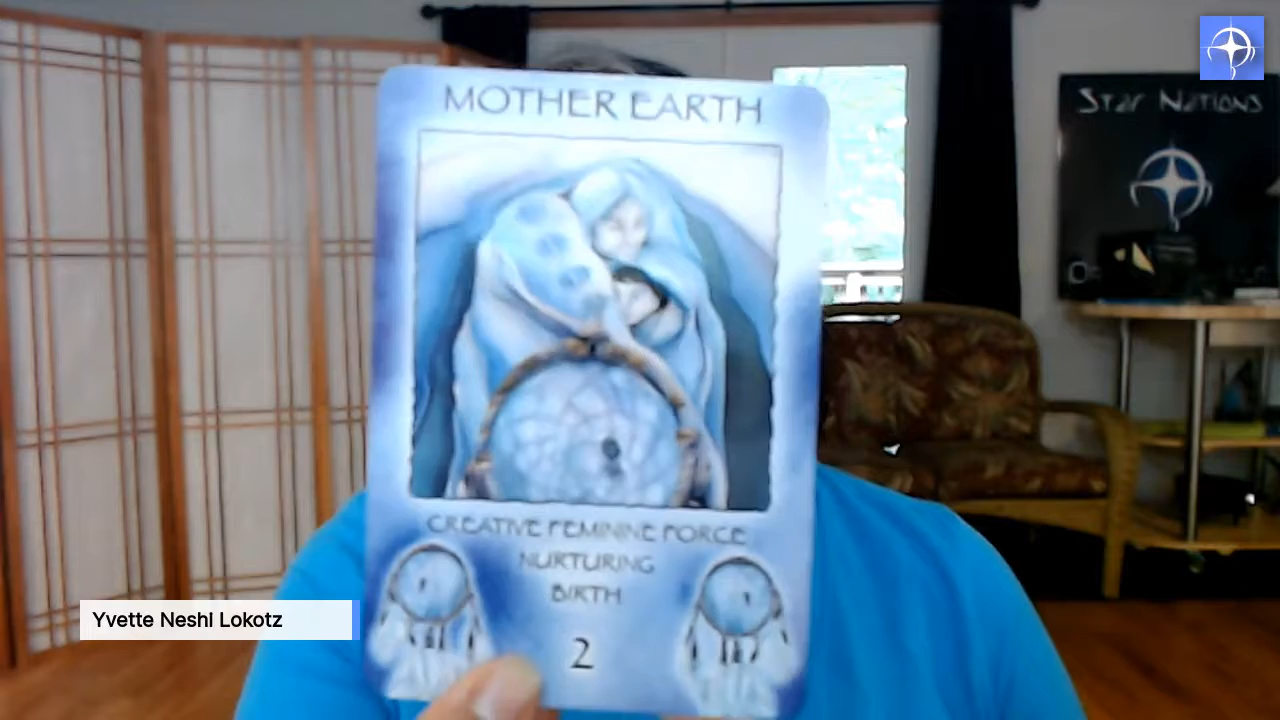 MOTHER EARTH
Star Nations
CREATIVE FEMININE FORCE
NURTURING
BIRTH
2
Yvette Neshi Lokotz